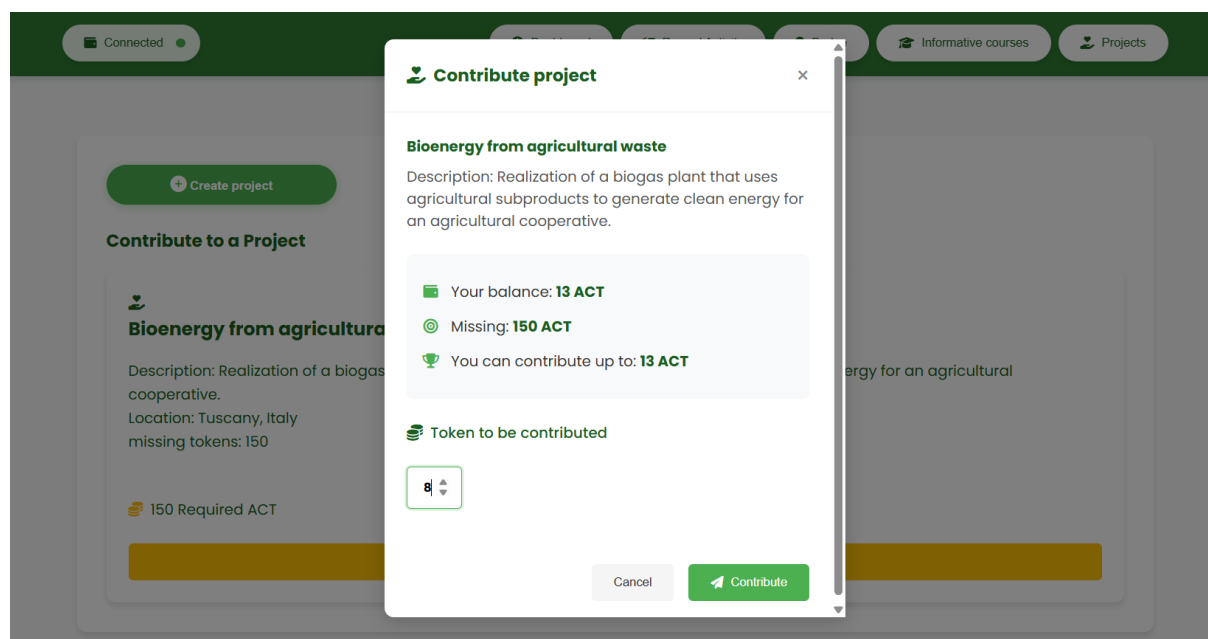 Connected
Informative courses
Projects
Contribute project
×
Bioenergy from agricultural waste
Description: Realization of a biogas plant that uses
agricultural subproducts to generate clean energy for
an agricultural cooperative.
Your balance: 13 ACT
Missing: 150 ACT
You can contribute up to: 13 ACT
Token to be contributed
8
Cancel
Contribute
Create project
Contribute to a Project
Bioenergy from agricultura
Description: Realization of a biogas
ergy for an agricultural
cooperative.
Location: Tuscany, Italy
missing tokens: 150
150 Required ACT